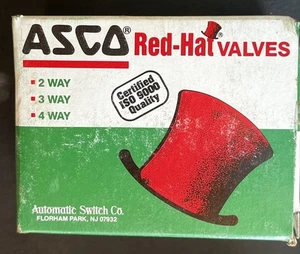 ASCO® Red-Hat® VALVES
2 WAY
3 WAY
4 WAY
Certified
ISO 9000
Quality
Automatic Switch Co.
FLORHAM PARK, NJ 07932